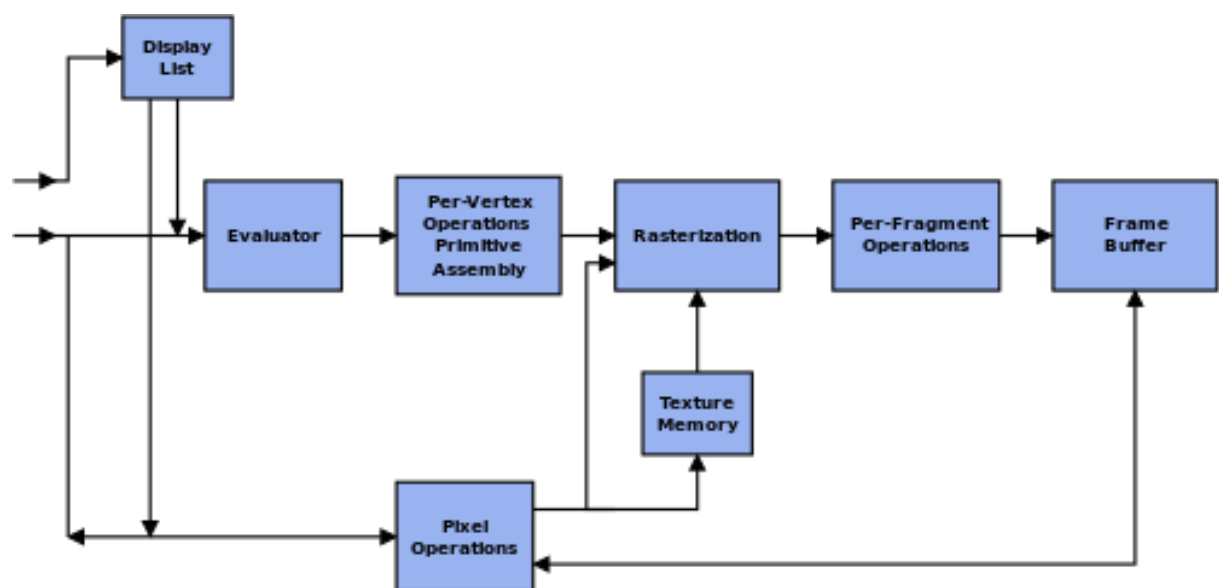 Display
List
Evaluator
Per-Vertex
Operations
Primitive
Assembly
Rasterization
Per-Fragment
Operations
Frame
Buffer
Texture
Memory
Pixel
Operations